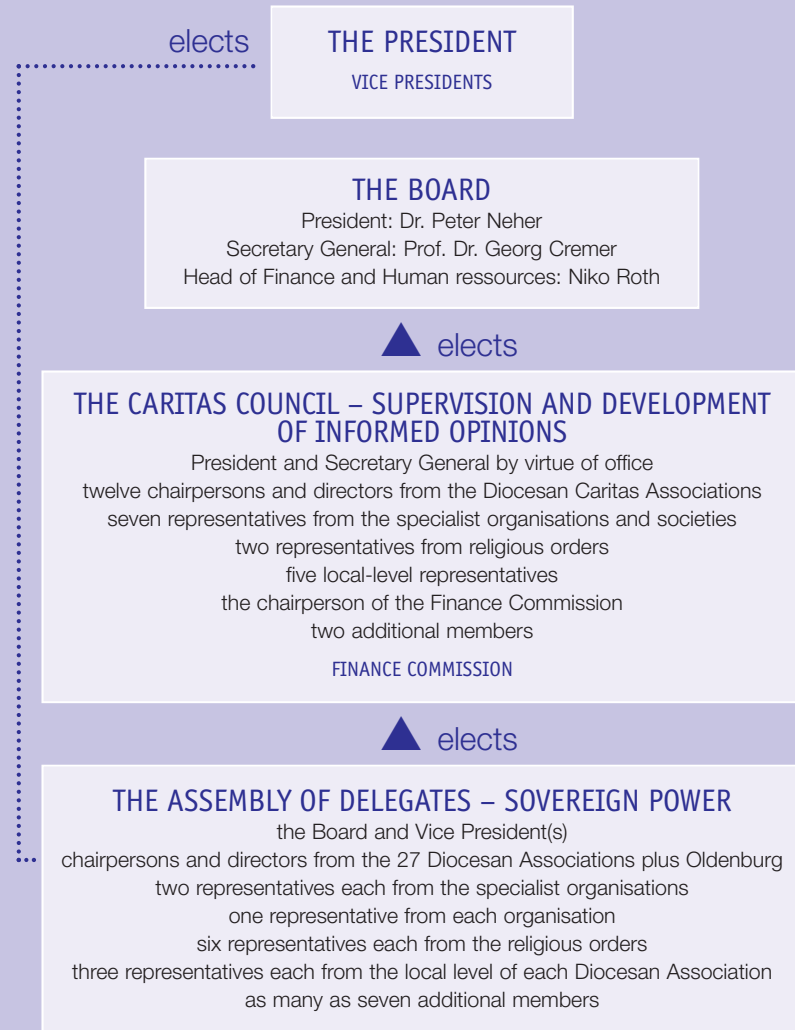 elects
THE PRESIDENT
VICE PRESIDENTS
THE BOARD
President: Dr. Peter Neher
Secretary General: Prof. Dr. Georg Cremer
Head of Finance and Human ressources: Niko Roth
elects
THE CARITAS COUNCIL – SUPERVISION AND DEVELOPMENT
OF INFORMED OPINIONS
President and Secretary General by virtue of office
twelve chairpersons and directors from the Diocesan Caritas Associations
seven representatives from the specialist organisations and societies
two representatives from religious orders
five local-level representatives
the chairperson of the Finance Commission
two additional members
FINANCE COMMISSION
elects
THE ASSEMBLY OF DELEGATES – SOVEREIGN POWER
the Board and Vice President(s)
chairpersons and directors from the 27 Diocesan Associations plus Oldenburg
two representatives each from the specialist organisations
one representative from each organisation
six representatives each from the religious orders
three representatives each from the local level of each Diocesan Association
as many as seven additional members